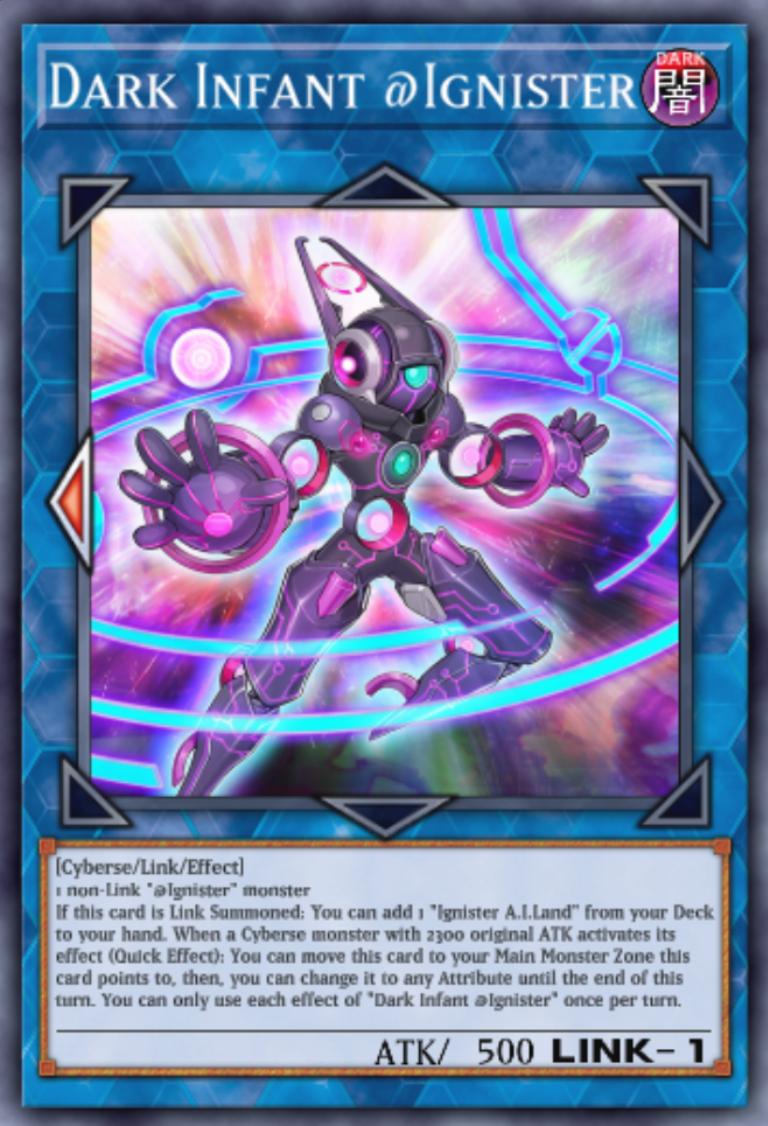 DARK INFANT @IGNISTER
DARK
闇
[Cyberse/Link/Effect]
1 non-Link "@Ignister" monster
If this card is Link Summoned: You can add 1 "Ignister A.I.Land" from your Deck
to your hand. When a Cyberse monster with 2300 original ATK activates its
effect (Quick Effect): You can move this card to your Main Monster Zone this
card points to, then, you can change it to any Attribute until the end of this
turn. You can only use each effect of "Dark Infant @Ignister" once per turn.
ATK/ 500 LINK-1